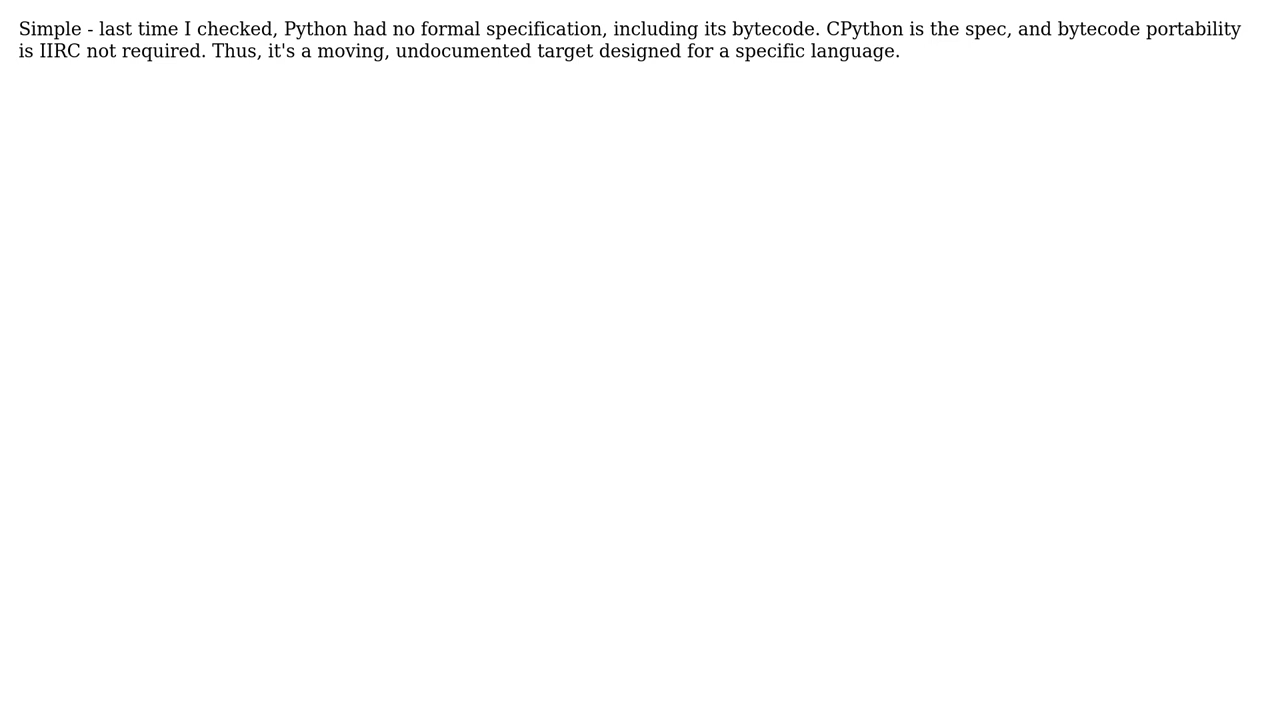 Simple - last time I checked, Python had no formal specification, including its bytecode. CPython is the spec, and bytecode portability
is IIRC not required. Thus, it's a moving, undocumented target designed for a specific language.